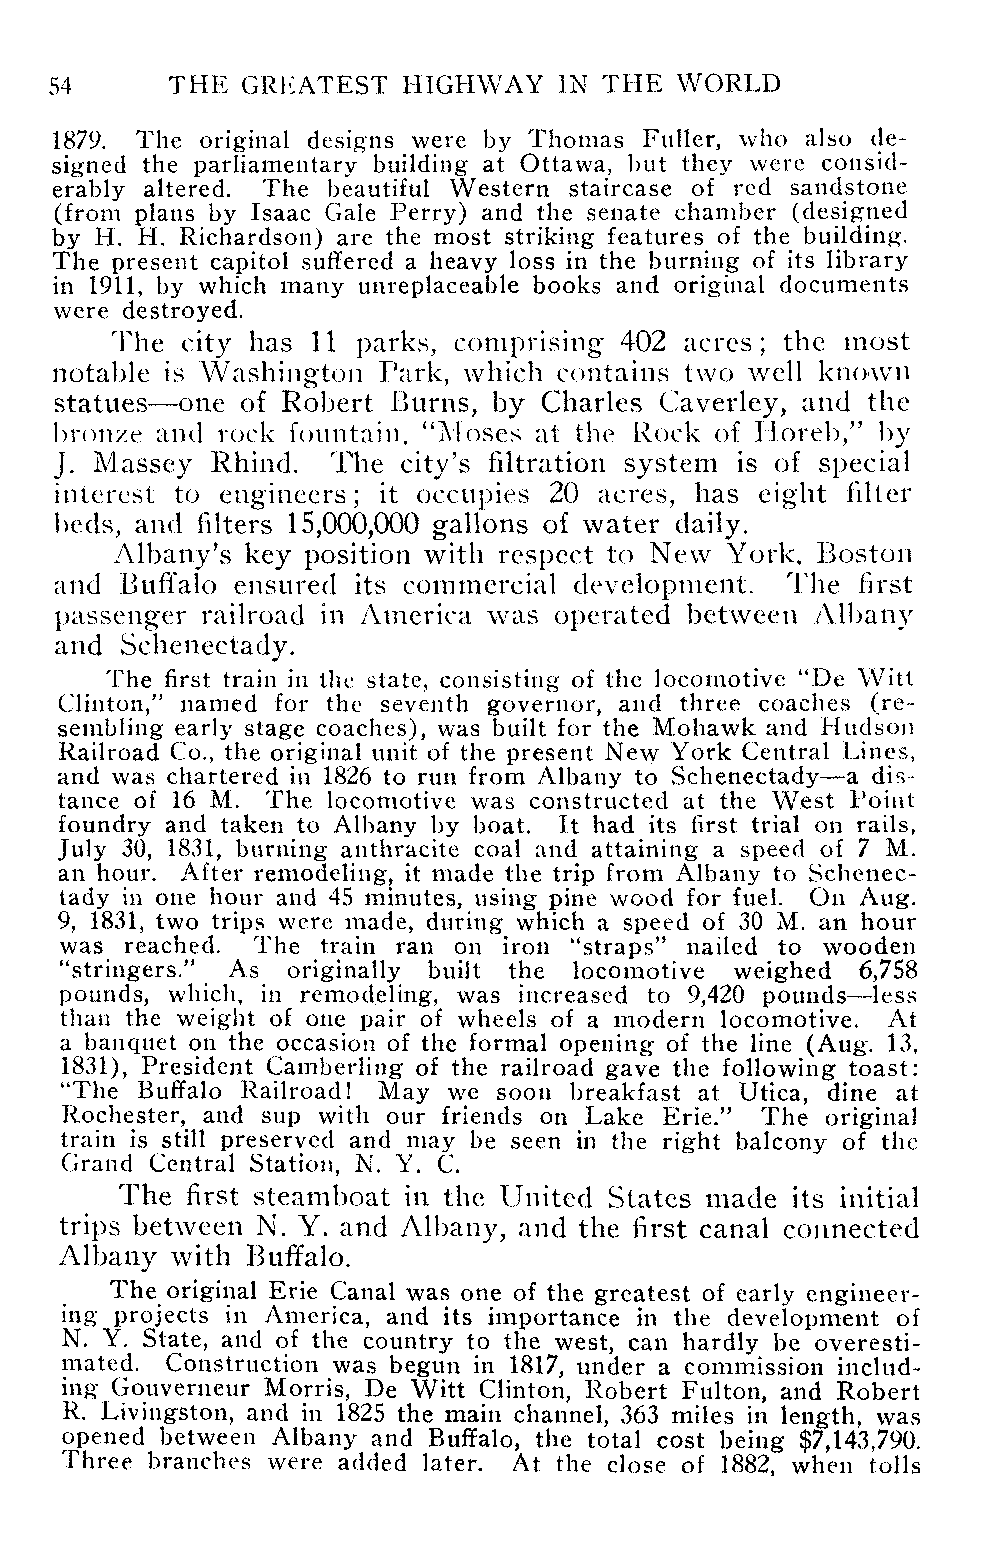 54 THE GREATEST HIGHWAY IN THE WORLD
1879. The original designs were by Thomas Fuller, who also de-
signed the parliamentary building at Ottawa, but they were consid-
erably altered. The beautiful Western staircase of red sandstone
(from plans by Isaac Gale Perry) and the senate chamber (designed
by H. H. Richardson) are the most striking features of the building.
The present capitol suffered a heavy loss in the burning of its library
in 1911, by which many unreplaceable books and original documents
were destroyed.
The city has 11 parks, comprising 402 acres; the most
notable is Washington Park, which contains two well known
statues—one of Robert Burns, by Charles Caverley, and the
bronze and rock fountain, “Moses at the Rock of Horeb,” by
J. Massey Rhind. The city's filtration system is of special
interest to engineers; it occupies 20 acres, has eight filter
beds, and filters 15,000,000 gallons of water daily.
Albany's key position with respect to New York, Boston
and Buffalo ensured its commercial development. The first
passenger railroad in America was operated between Albany
and Schenectady.
The first train in the state, consisting of the locomotive “De Witt
Clinton,” named for the seventh governor, and three coaches (re-
sembling early stage coaches), was built for the Mohawk and Hudson
Railroad Co., the original unit of the present New York Central Lines,
and was chartered in 1826 to run from Albany to Schenectady—a dis-
tance of 16 M. The locomotive was constructed at the West Point
foundry and taken to Albany by boat. It had its first trial on rails,
July 30, 1831, burning anthracite coal and attaining a speed of 7 M.
an hour. After remodeling, it made the trip from Albany to Schenec-
tady in one hour and 45 minutes, using pine wood for fuel. On Aug.
9, 1831, two trips were made, during which a speed of 30 M. an hour
was reached. The train ran on iron “straps” nailed to wooden
“stringers.” As originally built the locomotive weighed 6,758
pounds, which, in remodeling, was increased to 9,420 pounds—less
than the weight of one pair of wheels of a modern locomotive. At
a banquet on the occasion of the formal opening of the line (Aug. 13,
1831), President Camberling of the railroad gave the following toast:
“The Buffalo Railroad! May we soon breakfast at Utica, dine at
Rochester, and sup with our friends on Lake Erie.” The original
train is still preserved and may be seen in the right balcony of the
Grand Central Station, N. Y. C.
The first steamboat in the United States made its initial
trips between N. Y. and Albany, and the first canal connected
Albany with Buffalo.
The original Erie Canal was one of the greatest of early engineer-
ing projects in America, and its importance in the development of
N. Y. State, and of the country to the west, can hardly be overesti-
mated. Construction was begun in 1817, under a commission includ-
ing Gouverneur Morris, De Witt Clinton, Robert Fulton, and Robert
R. Livingston, and in 1825 the main channel, 363 miles in length, was
opened between Albany and Buffalo, the total cost being $7,143,790.
Three branches were added later. At the close of 1882, when tolls